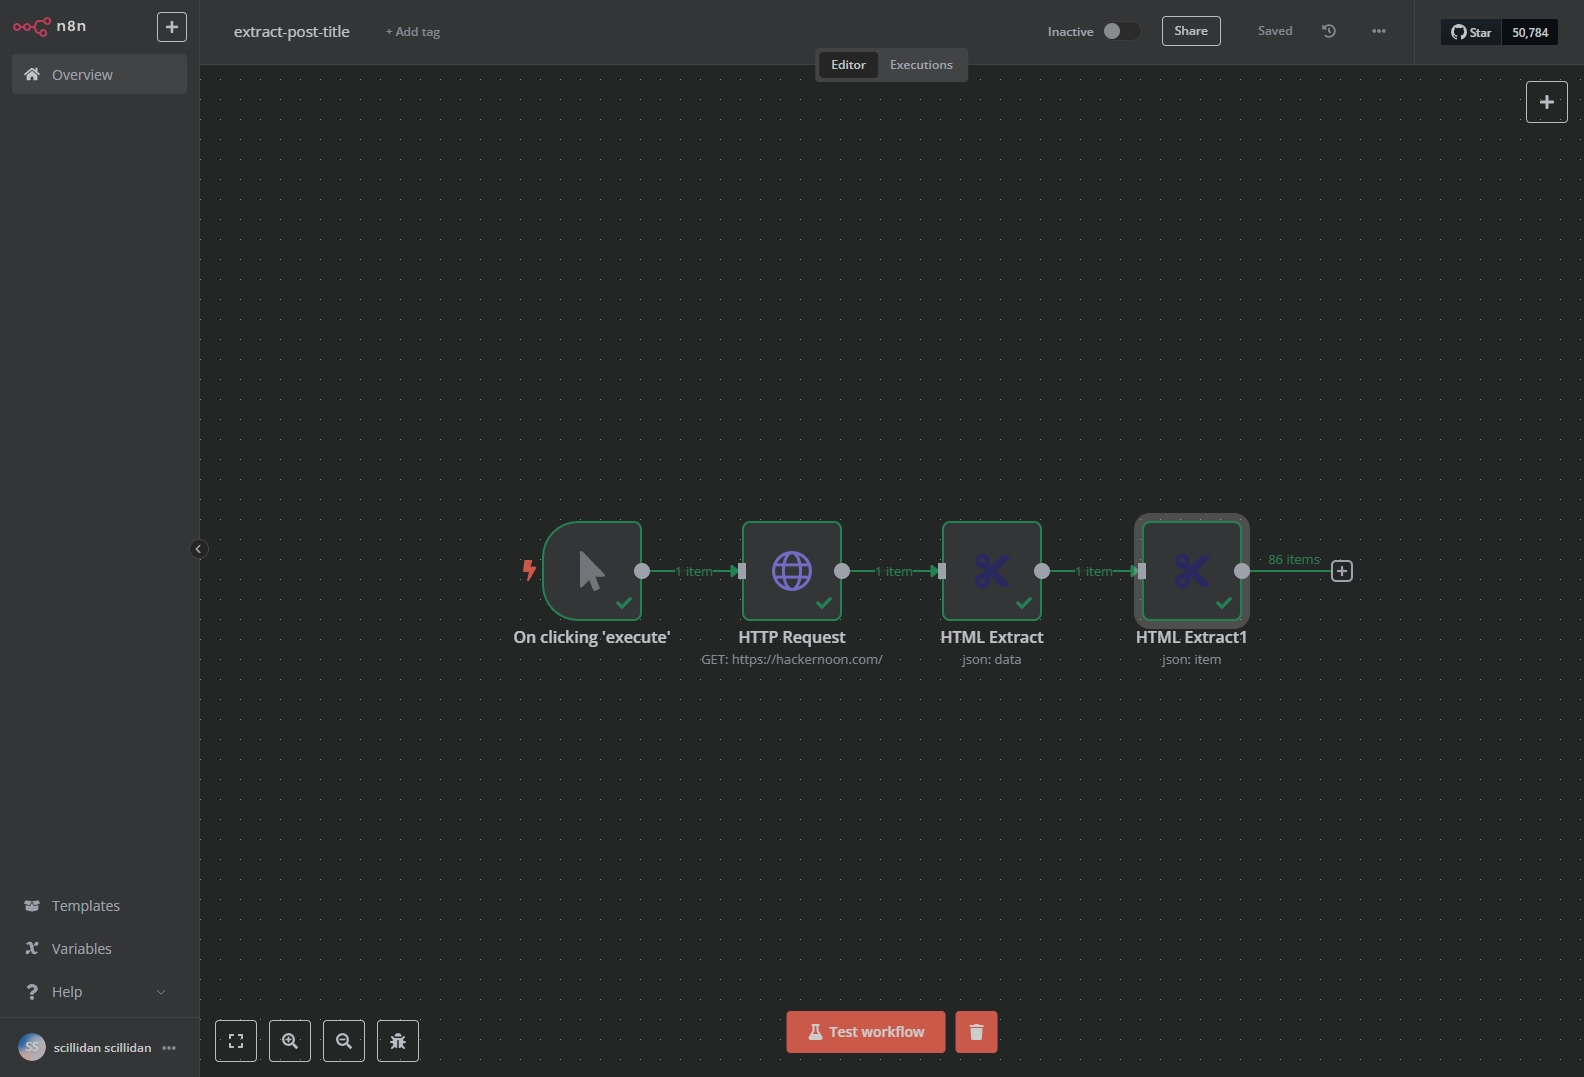 n8n
extract-post-title
+ Add tag
Inactive
Share
Saved
Star
50,784
Overview
Editor
Executions
1 item
1 item
1 item
86 items
On clicking 'execute'
HTTP Request
GET: https://hackernoon.com/
HTML Extract
json: data
HTML Extract1
json: item
Templates
Variables
Help
Test workflow
SS
scillidan scillidan